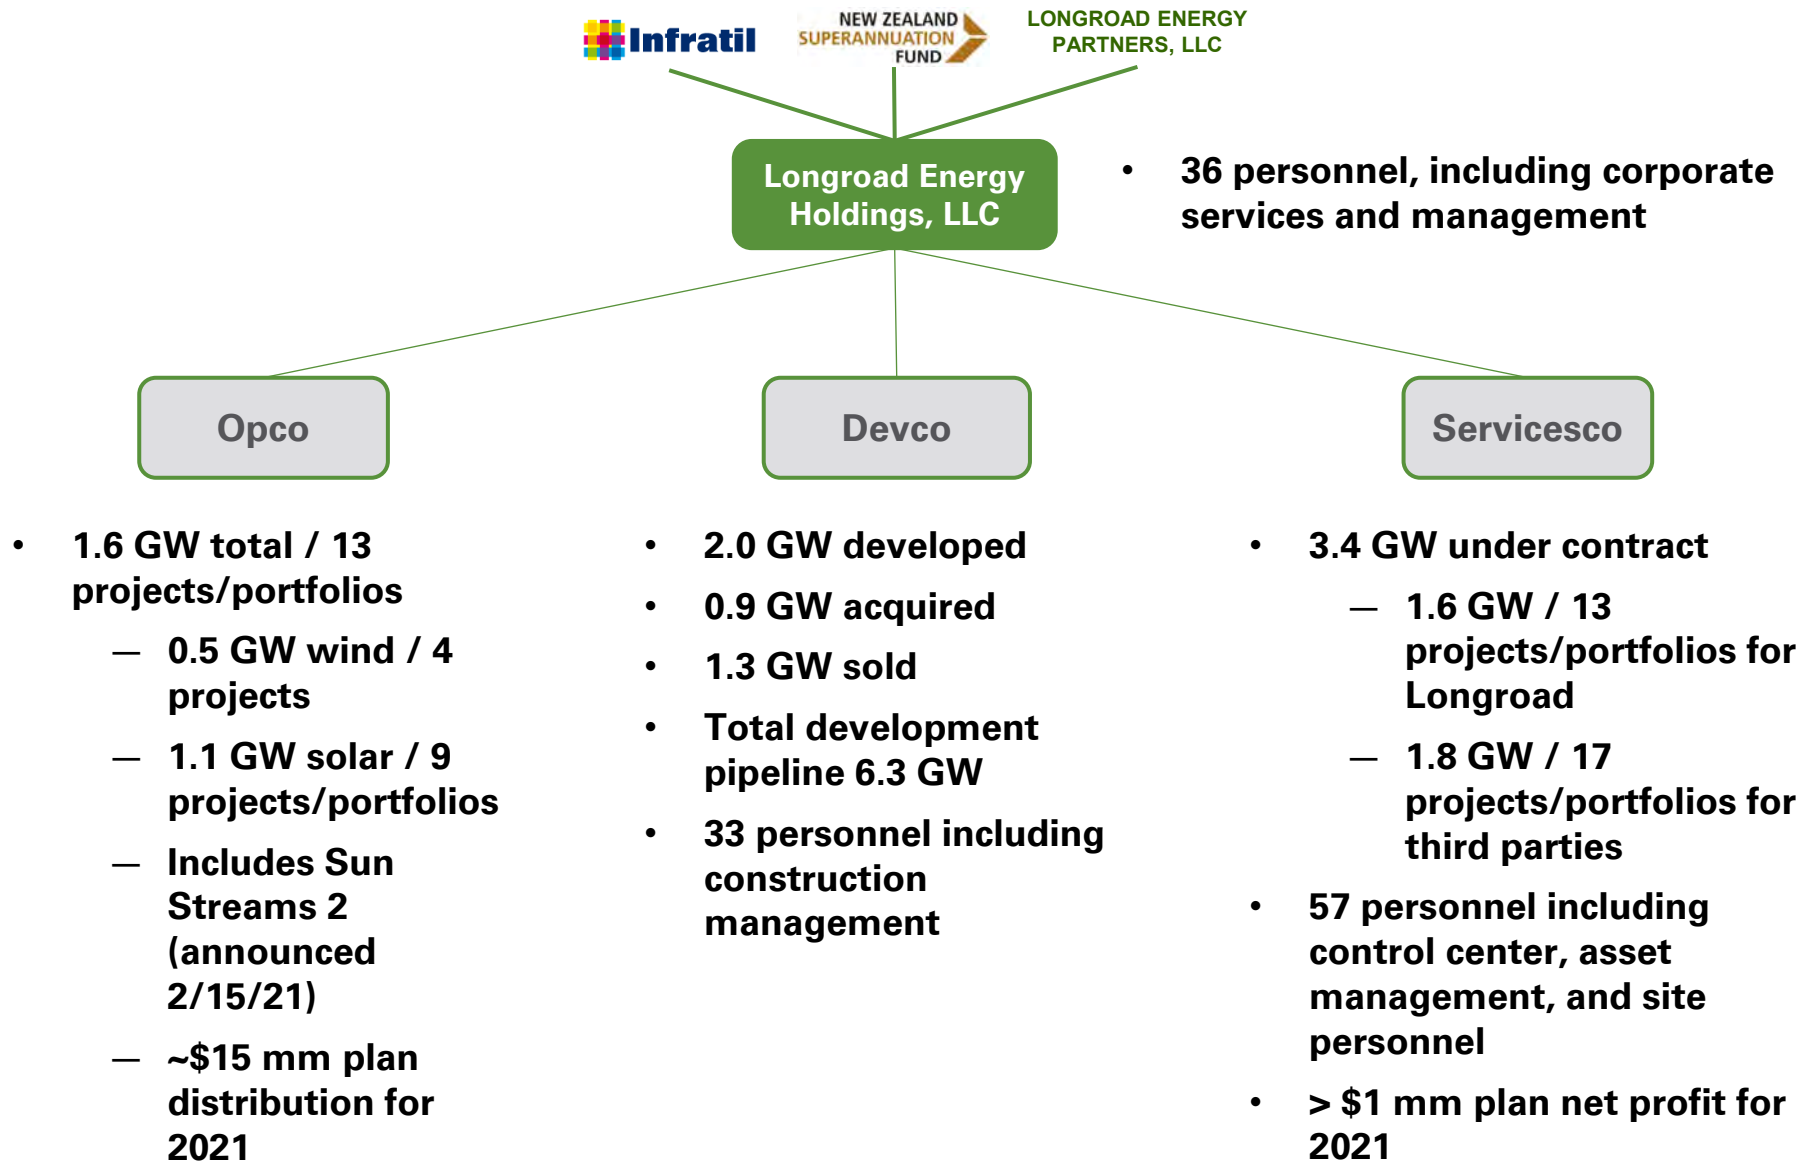 Infratil
NEW ZEALAND
SUPERANNUATION
FUND
LONGROAD ENERGY
PARTNERS, LLC
Longroad Energy
Holdings, LLC
• 36 personnel, including corporate
services and management
Opco
• 1.6 GW total / 13
projects/portfolios
— 0.5 GW wind / 4
projects
— 1.1 GW solar / 9
projects/portfolios
— Includes Sun
Streams 2
(announced
2/15/21)
— ~$15 mm plan
distribution for
2021
Devco
• 2.0 GW developed
• 0.9 GW acquired
• 1.3 GW sold
• Total development
pipeline 6.3 GW
• 33 personnel including
construction
management
Servicesco
• 3.4 GW under contract
— 1.6 GW / 13
projects/portfolios for
Longroad
— 1.8 GW / 17
projects/portfolios for
third parties
• 57 personnel including
control center, asset
management, and site
personnel
• > $1 mm plan net profit for
2021